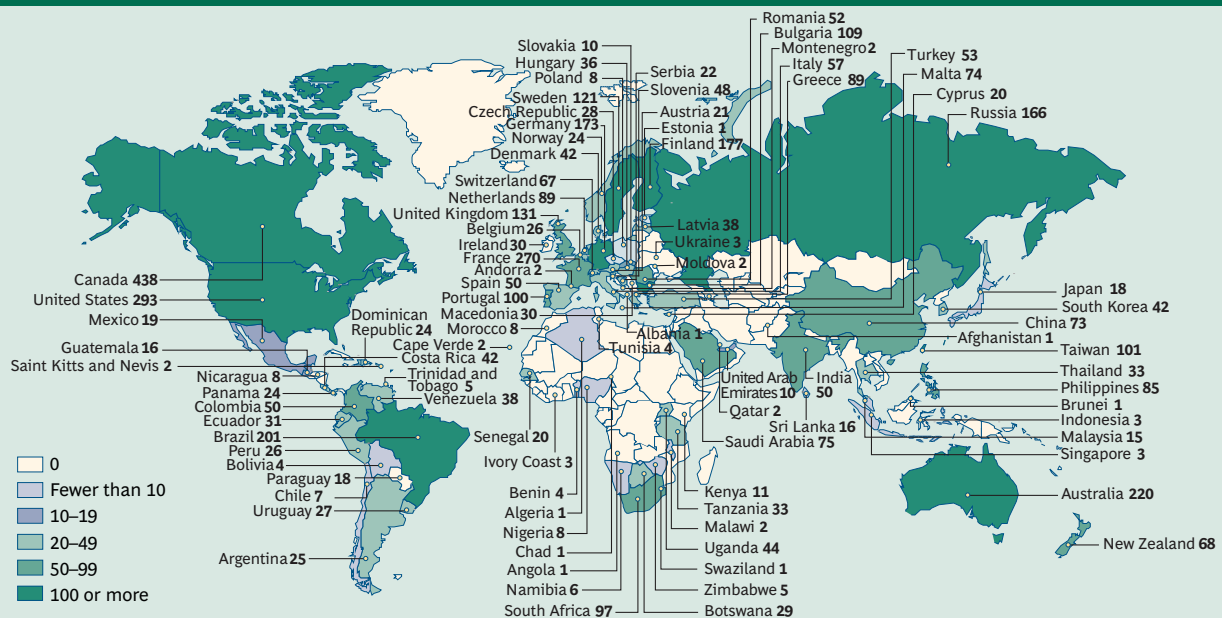 Romania 52
Bulgaria 109
Montenegro 2
Italy 57
Greece 89
Turkey 53
Malta 74
Cyprus 20
Russia 166
Slovakia 10
Hungary 36
Poland 8
Sweden 121
Czech Republic 28
Germany 173
Norway 24
Denmark 42
Serbia 22
Slovenia 48
Austria 21
Estonia 1
Finland 177
Switzerland 67
Netherlands 89
United Kingdom 131
Belgium 26
Ireland 30
France 270
Andorra 2
Spain 50
Portugal 100
Macedonia 30
Morocco 8
Cape Verde 2
Latvia 38
Ukraine 3
Moldova 2
Albania 1
Tunisia 4
Canada 438
United States 293
Mexico 19
Guatemala 16
Saint Kitts and Nevis 2
Dominican
Republic 24
Costa Rica 42
Trinidad and
Tobago 5
Venezuela 38
Nicaragua 8
Panama 24
Colombia 50
Ecuador 31
Brazil 201
Peru 26
Bolivia 4
Paraguay 18
Chile 7
Uruguay 27
Argentina 25
Senegal 20
Ivory Coast 3
Benin 4
Algeria 1
Nigeria 8
Chad 1
Angola 1
Namibia 6
South Africa 97
Kenya 11
Tanzania 33
Malawi 2
Uganda 44
Swaziland 1
Zimbabwe 5
Botswana 29
United Arab
Emirates 10
Qatar 2
Saudi Arabia 75
India
50
Sri Lanka 16
Japan 18
South Korea 42
China 73
Afghanistan 1
Taiwan 101
Thailand 33
Philippines 85
Brunei 1
Indonesia 3
Malaysia 15
Singapore 3
Australia 220
New Zealand 68
0
Fewer than 10
10–19
20–49
50–99
100 or more